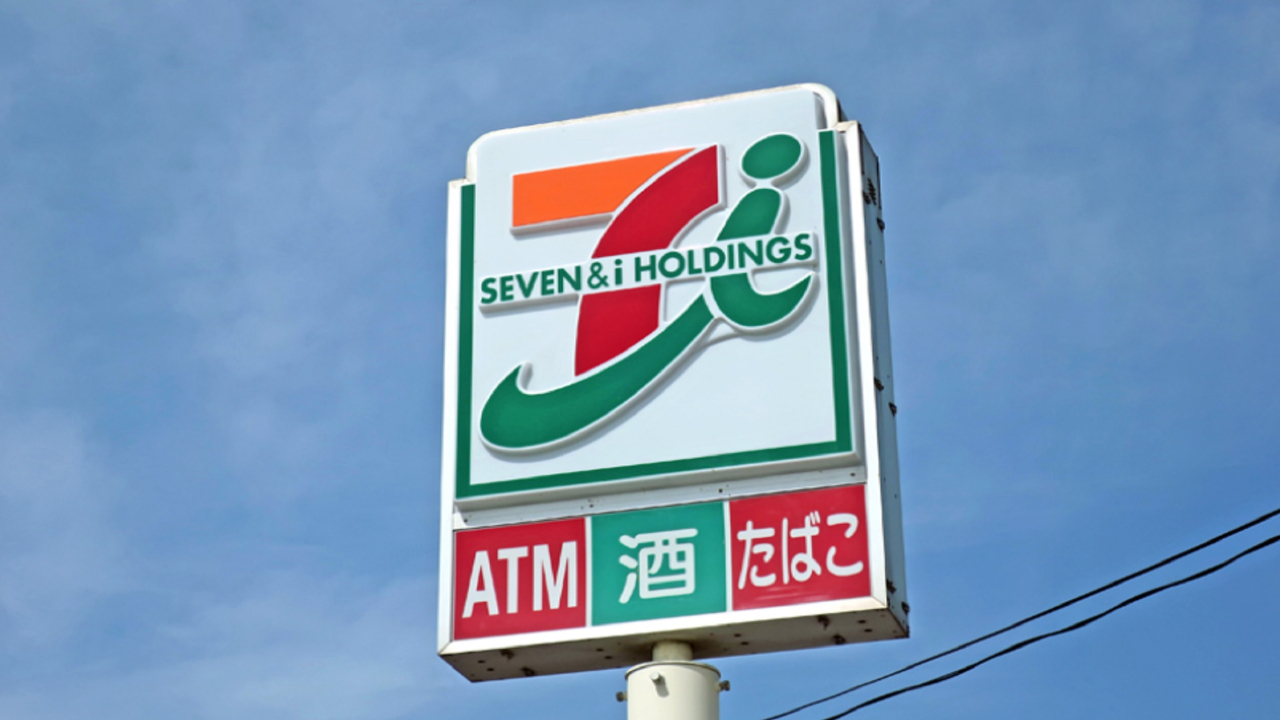 SEVEN&i HOLDINGS
ATM 酒 たばこ